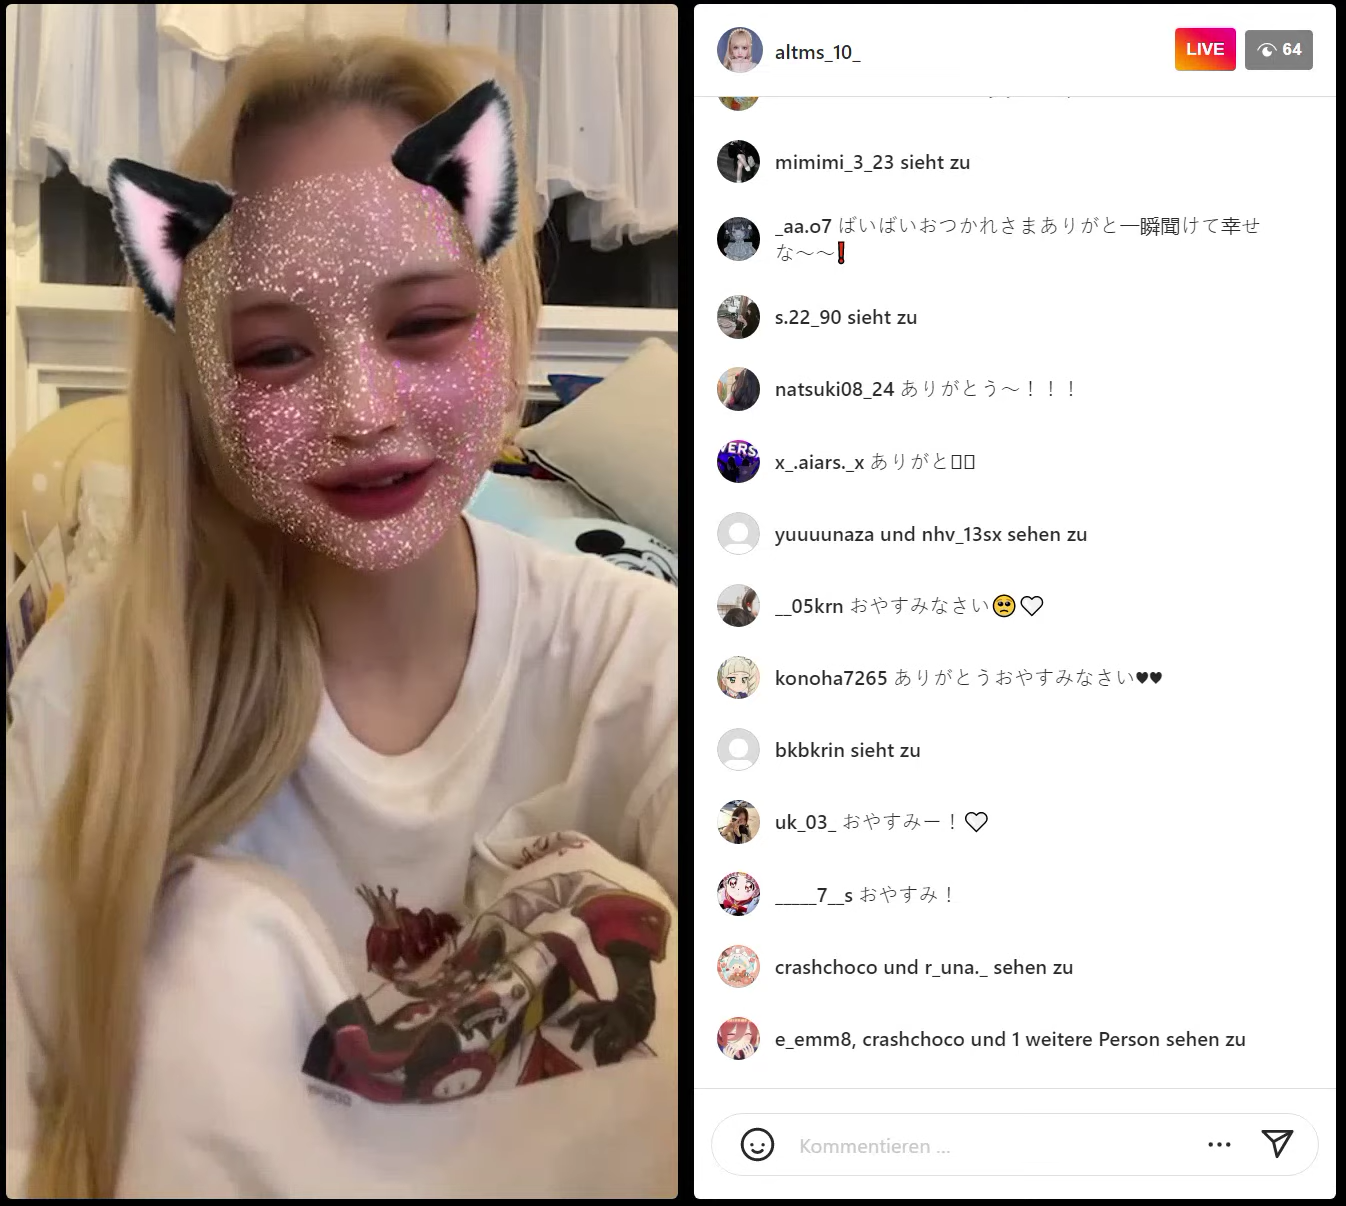 altms_10_
LIVE
64
mimimi_3_23 sieht zu
_aa.o7 ばいばいおつかれさまありがと一瞬聞けて幸せ
な〜〜❗
s.22_90 sieht zu
natsuki08_24 ありがとう〜！！！
VERS
x_.aiars._x ありがと
yuuuunaza und nhv_13sx sehen zu
__05krn おやすみなさい🥺♡
konoha7265 ありがとうおやすみなさい♥♥
bkbkrin sieht zu
uk_03_ おやすみー！♡
_____7__s おやすみ！
crashchoco und r_una._ sehen zu
e_emm8, crashchoco und 1 weitere Person sehen zu
Kommentieren ...